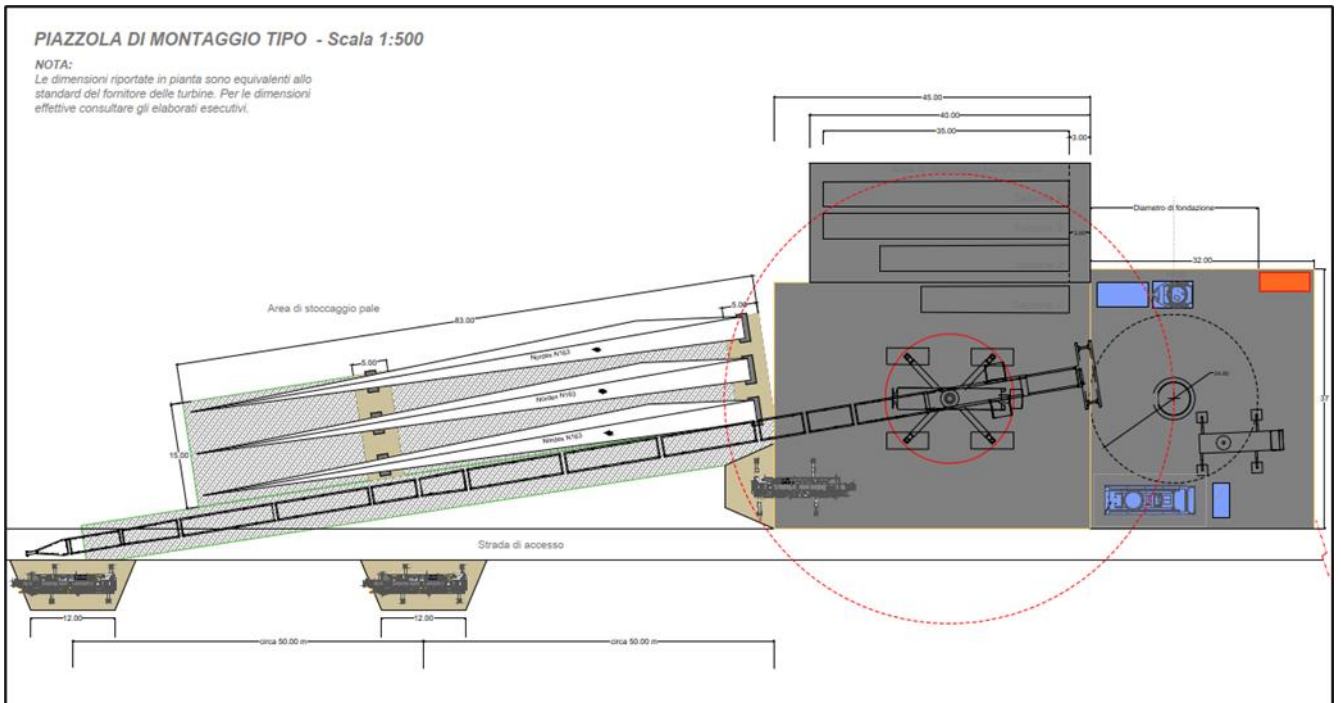 PIAZZOLA DI MONTAGGIO TIPO - Scala 1:500
NOTA:
Le dimensioni riportate in pianta sono equivalenti allo
standard del fornitore delle turbine. Per le dimensioni
effettive consultare gli elaborati esecutivi.
45.00
40.00
35.00
3.00
Diametro di fondazione
3.00
32.00
Area di stoccaggio pale
83.00
5.00
5.00
Nordex N163
Nordex N163
Nordex N163
15.00
37
Strada di accesso
12.00
12.00
circa 50.00 m
circa 50.00 m